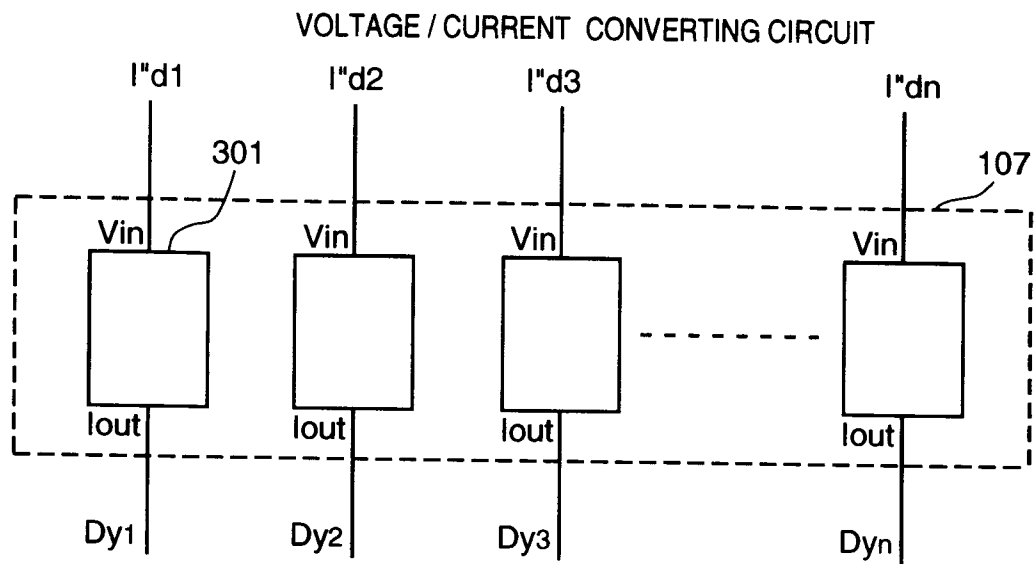 VOLTAGE / CURRENT CONVERTING CIRCUIT
I"d1 I"d2 I"d3 I"dn
301 107
Vin Vin Vin Vin
Iout Iout Iout Iout
Dy1 Dy2 Dy3 Dyn